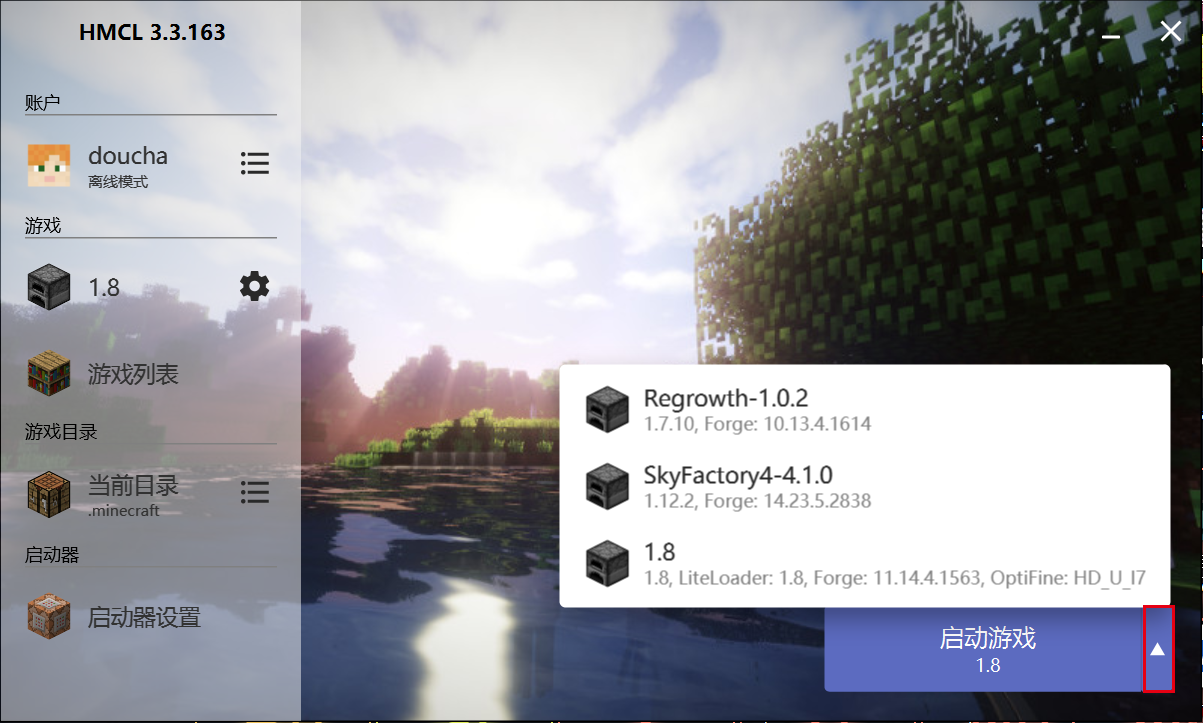 HMCL 3.3.163
账户
doucha
离线模式
游戏
1.8
游戏列表
游戏目录
当前目录
.minecraft
启动器
启动器设置
Regrowth-1.0.2
1.7.10, Forge: 10.13.4.1614
SkyFactory4-4.1.0
1.12.2, Forge: 14.23.5.2838
1.8
1.8, LiteLoader: 1.8, Forge: 11.14.4.1563, OptiFine: HD_U_I7
启动游戏
1.8